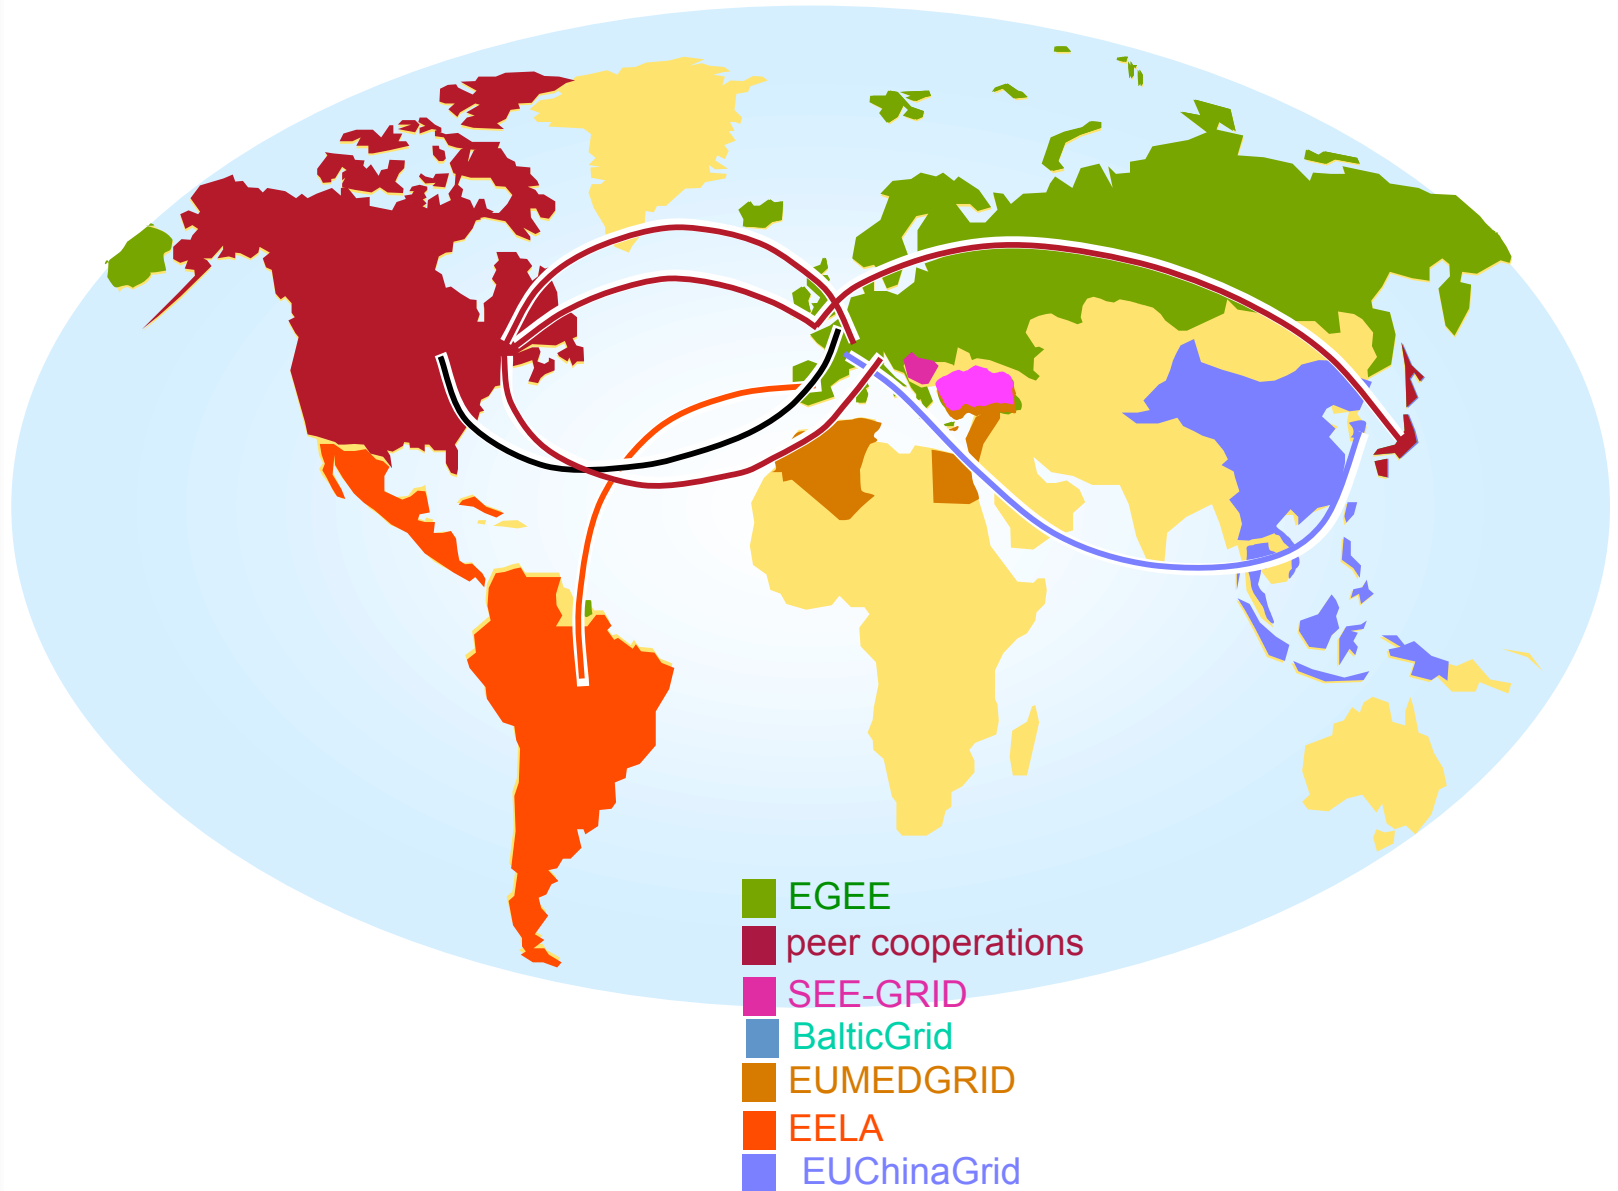 EGEE
peer cooperations
SEE-GRID
BalticGrid
EUMEDGRID
EELA
EUChinaGrid